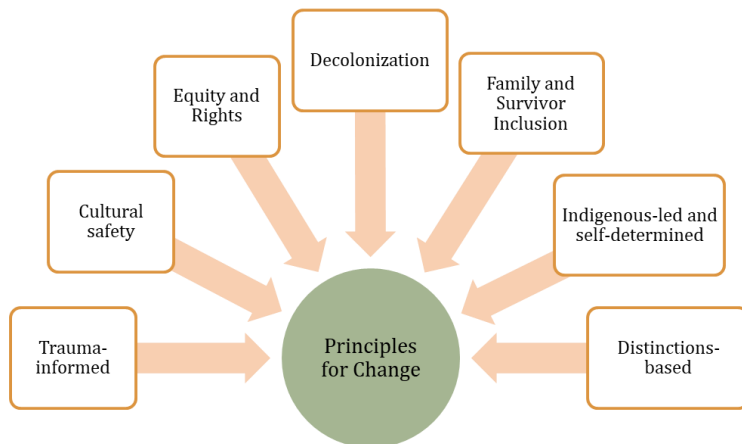 Decolonization
Equity and
Rights
Family and
Survivor
Inclusion
Cultural
safety
Indigenous-led and
self-determined
Trauma-
informed
Principles
for Change
Distinctions-
based